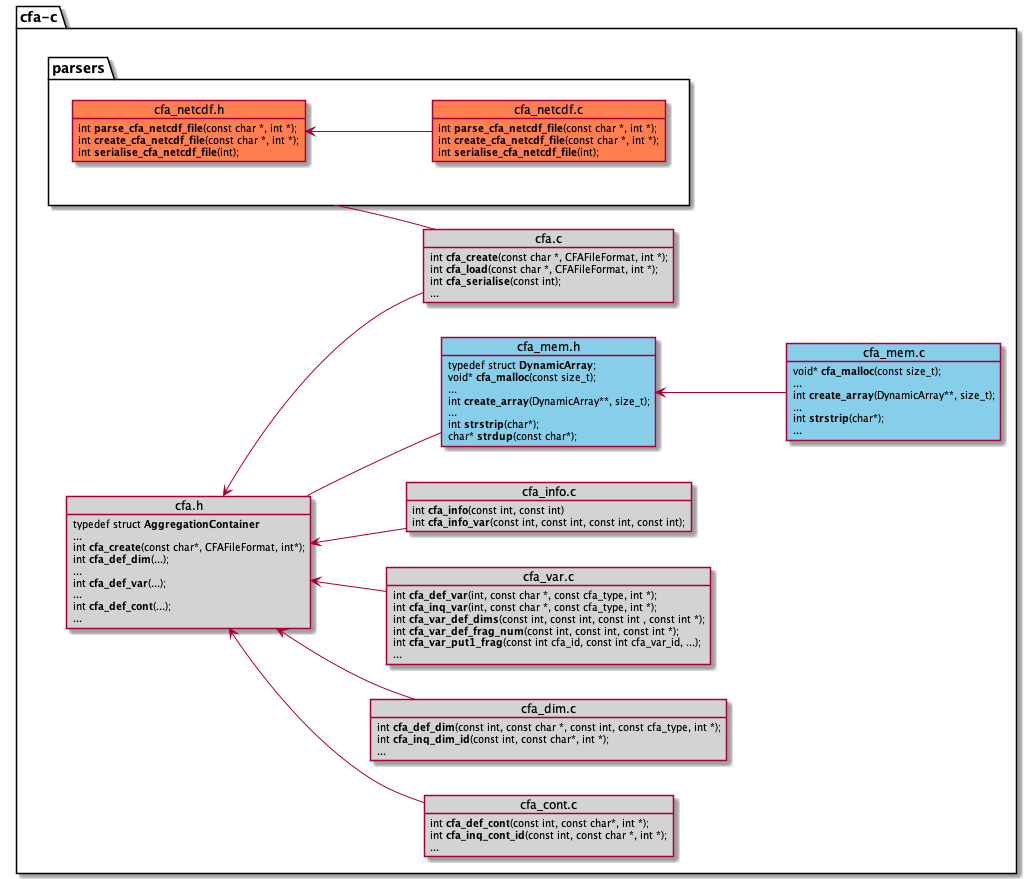 cfa-c
parsers
cfa_netcdf.h
int parse_cfa_netcdf_file(const char *, int *);
int create_cfa_netcdf_file(const char *, int *);
int serialise_cfa_netcdf_file(int);
cfa_netcdf.c
int parse_cfa_netcdf_file(const char *, int *);
int create_cfa_netcdf_file(const char *, int *);
int serialise_cfa_netcdf_file(int);
cfa.c
int cfa_create(const char *, CFAFileFormat, int *);
int cfa_load(const char *, CFAFileFormat, int *);
int cfa_serialise(const int);
...
cfa_mem.h
typedef struct DynamicArray;
void* cfa_malloc(const size_t);
...
int create_array(DynamicArray**, size_t);
...
int strstrip(char*);
char* strdup(const char*);
cfa_mem.c
void* cfa_malloc(const size_t);
...
int create_array(DynamicArray**, size_t);
...
int strstrip(char*);
...
cfa.h
typedef struct AggregationContainer
...
int cfa_create(const char*, CFAFileFormat, int*);
int cfa_def_dim(...);
...
int cfa_def_var(...);
...
int cfa_def_cont(...);
...
cfa_info.c
int cfa_info(const int, const int)
int cfa_info_var(const int, const int, const int, const int);
cfa_var.c
int cfa_def_var(int, const char *, const cfa_type, int *);
int cfa_inq_var(int, const char *, const cfa_type, int *);
int cfa_var_def_dims(const int, const int, const int , const int *);
int cfa_var_def_frag_num(const int, const int, const int *);
int cfa_var_put1_frag(const int cfa_id, const int cfa_var_id, ...);
...
cfa_dim.c
int cfa_def_dim(const int, const char *, const int, const cfa_type, int *);
int cfa_inq_dim_id(const int, const char*, int *);
...
cfa_cont.c
int cfa_def_cont(const int, const char*, int *);
int cfa_inq_cont_id(const int, const char *, int *);
...